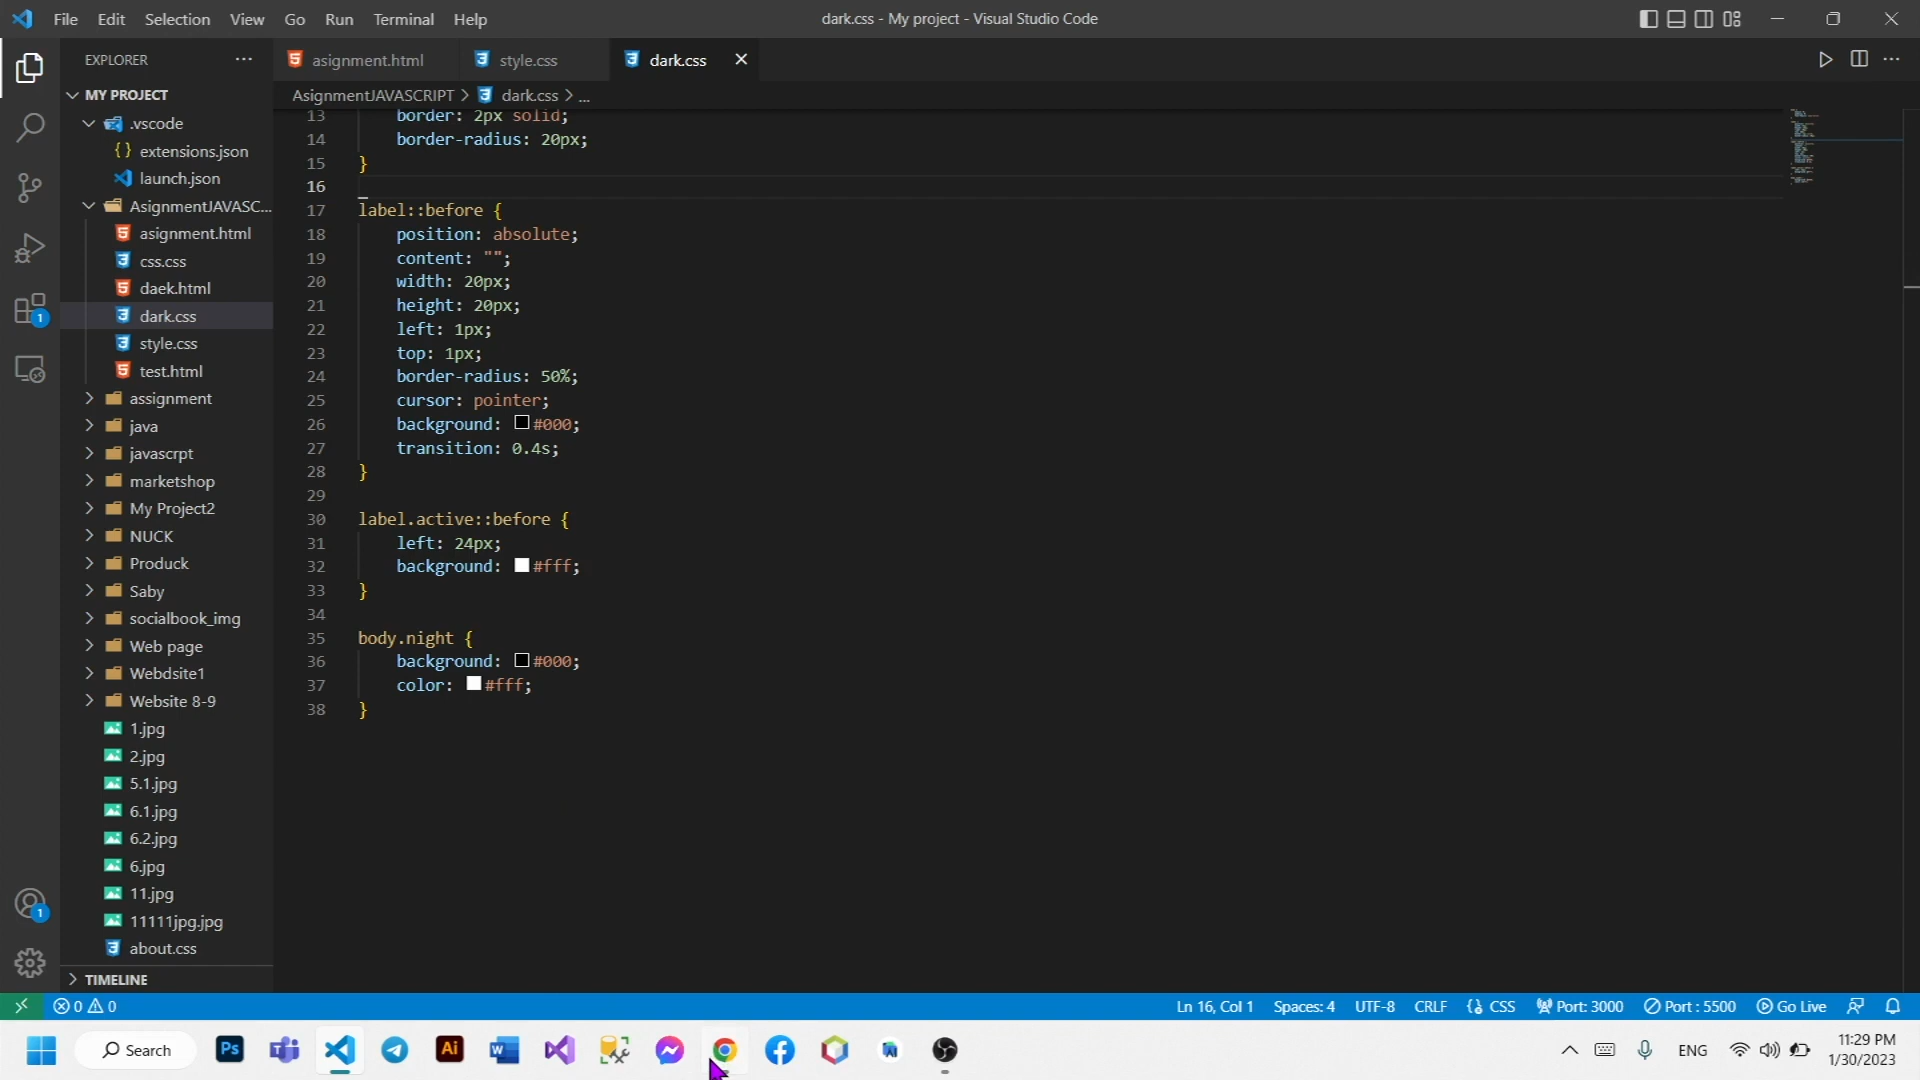 File Edit Selection View Go Run Terminal Help
dark.css - My project - Visual Studio Code
EXPLORER
MY PROJECT
.vscode
{} extensions.json
launch.json
AsignmentJAVASC...
asignment.html
css.css
daek.html
dark.css
style.css
test.html
assignment
java
javascrpt
marketshop
My Project2
NUCK
Produck
Saby
socialbook_img
Web page
Webdsite1
Website 8-9
1.jpg
2.jpg
5.1.jpg
6.1.jpg
6.2.jpg
6.jpg
11.jpg
11111jpg.jpg
about.css
TIMELINE
1
1
asignment.html style.css dark.css
AsignmentJAVASCRIPT > dark.css > ...
13 border: 2px solid;
14 border-radius: 20px;
15 }
16
17 label::before {
18 position: absolute;
19 content: "";
20 width: 20px;
21 height: 20px;
22 left: 1px;
23 top: 1px;
24 border-radius: 50%;
25 cursor: pointer;
26 background: #000;
27 transition: 0.4s;
28 }
29
30 label.active::before {
31 left: 24px;
32 background: #fff;
33 }
34
35 body.night {
36 background: #000;
37 color: #fff;
38 }
0 0 Ln 16, Col 1 Spaces: 4 UTF-8 CRLF {} CSS Port: 3000 Port : 5500 Go Live
Search Ps Ai ENG 11:29 PM
1/30/2023